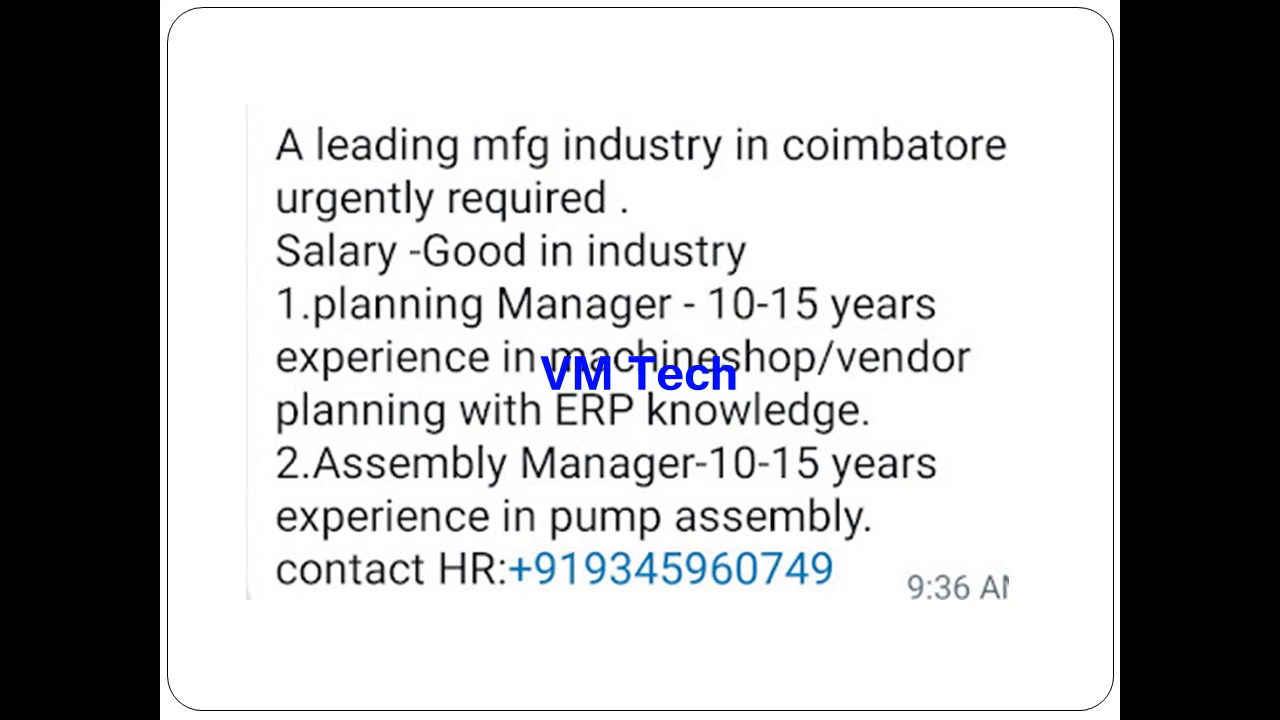 A leading mfg industry in coimbatore
urgently required .
Salary -Good in industry
1.planning Manager - 10-15 years
experience in machineshop/vendor
VM Tech
planning with ERP knowledge.
2.Assembly Manager-10-15 years
experience in pump assembly.
contact HR:+919345960749
9:36 AM